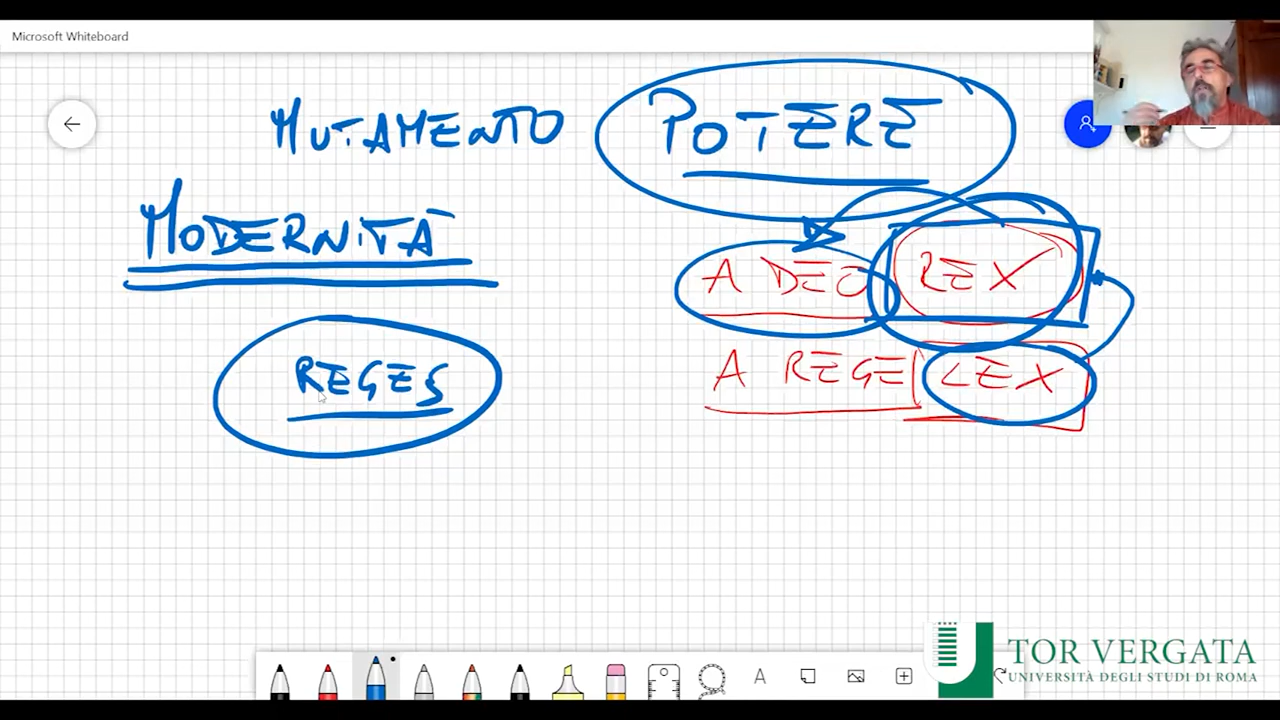 Microsoft Whiteboard
MUTAMENTO POTERE
MODERNITÀ
A DEO REX
REGES
A REGE LEX
TOR VERGATA
UNIVERSITÀ DEGLI STUDI DI ROMA